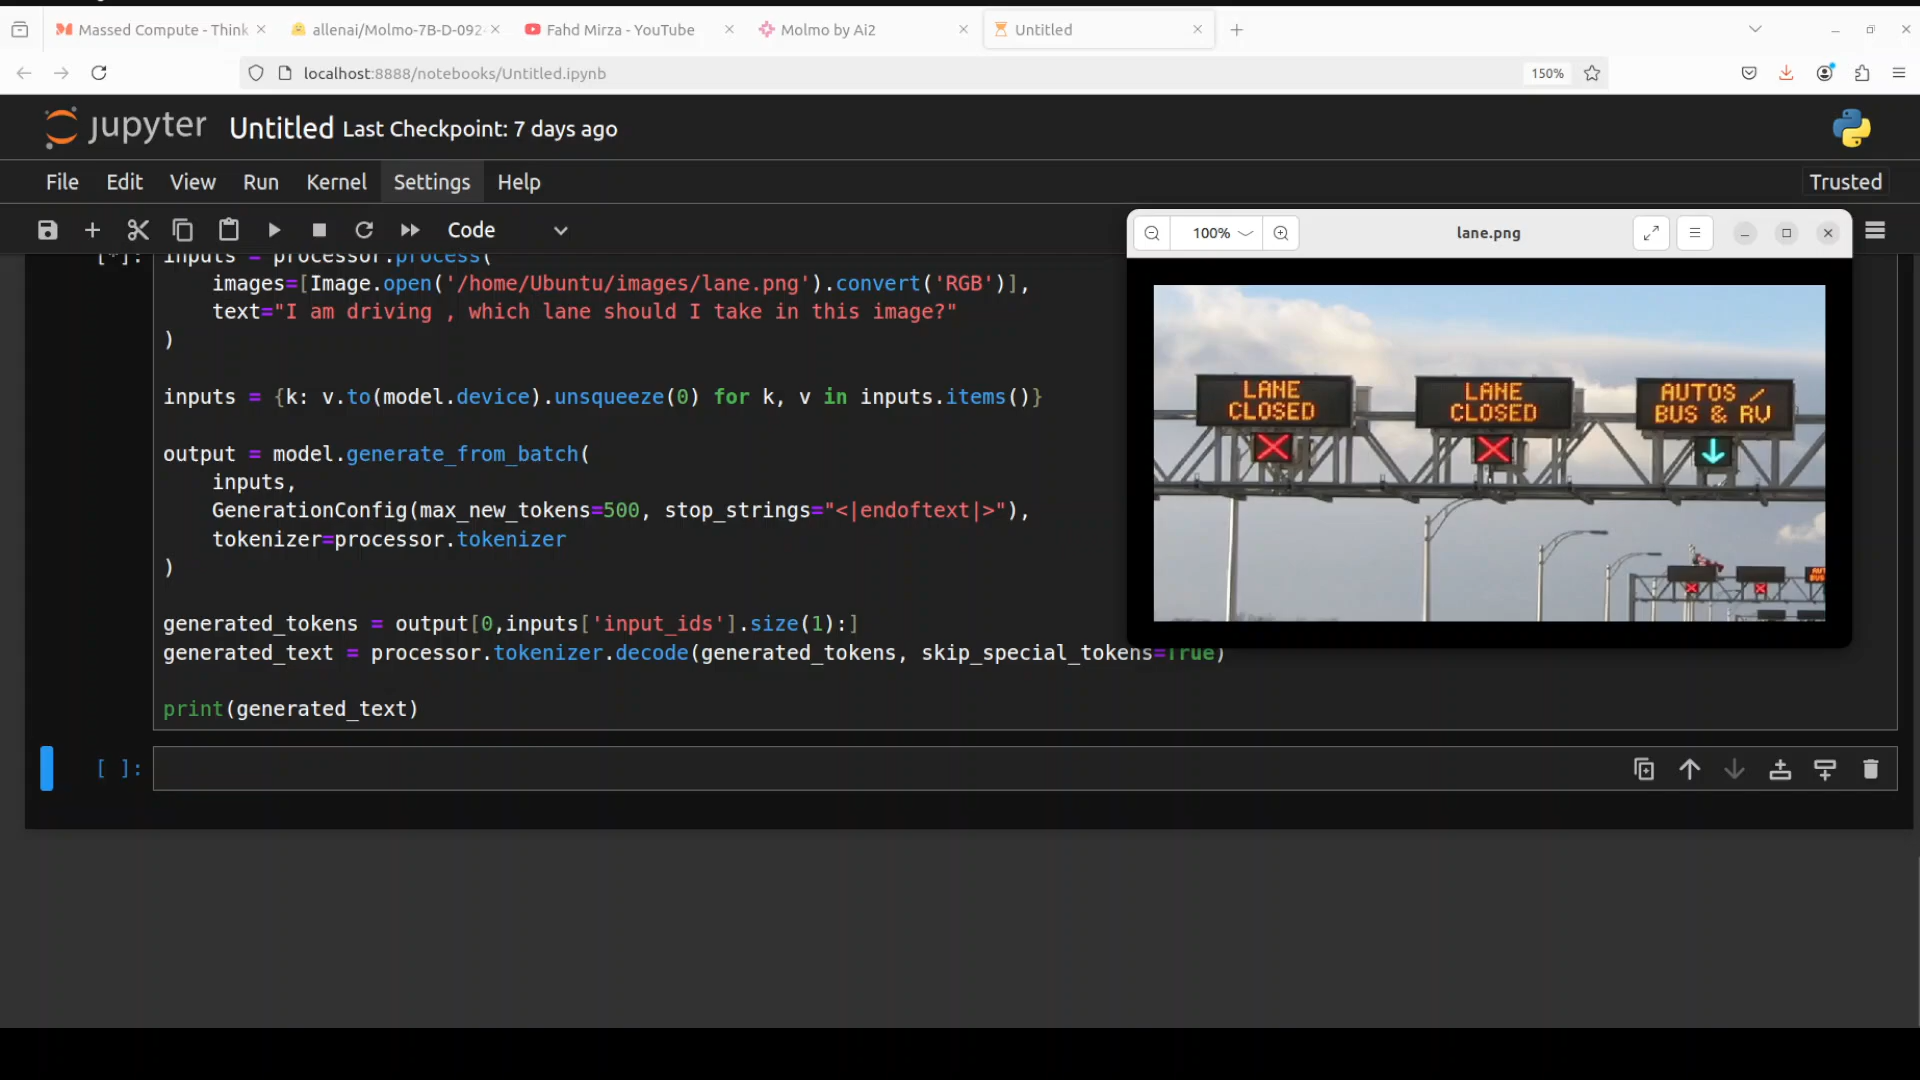 Massed Compute - Think
allenai/Molmo-7B-D-092
Fahd Mirza - YouTube
Molmo by Ai2
Untitled
localhost:8888/notebooks/Untitled.ipynb
150%
jupyter
Untitled Last Checkpoint: 7 days ago
File Edit View Run Kernel Settings Help
Trusted
Code
100%
lane.png
[*]:
inputs = processor.process(
images=[Image.open('/home/Ubuntu/images/lane.png').convert('RGB')],
text="I am driving , which lane should I take in this image?"
)
inputs = {k: v.to(model.device).unsqueeze(0) for k, v in inputs.items()}
output = model.generate_from_batch(
inputs,
GenerationConfig(max_new_tokens=500, stop_strings="<|endoftext|>"),
tokenizer=processor.tokenizer
)
generated_tokens = output[0,inputs['input_ids'].size(1):]
generated_text = processor.tokenizer.decode(generated_tokens, skip_special_tokens=True)
print(generated_text)
[ ]:
LANE
CLOSED
LANE
CLOSED
AUTOS /
BUS & RV